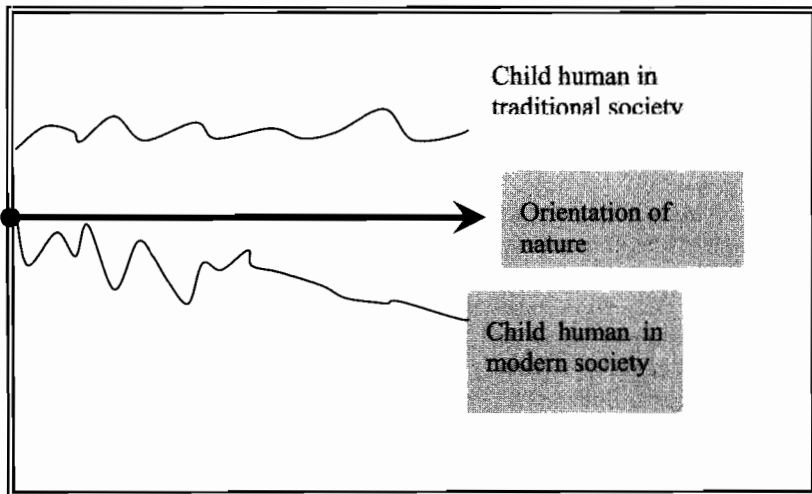 Child human in
traditional society
Orientation of
nature
Child human in
modern society